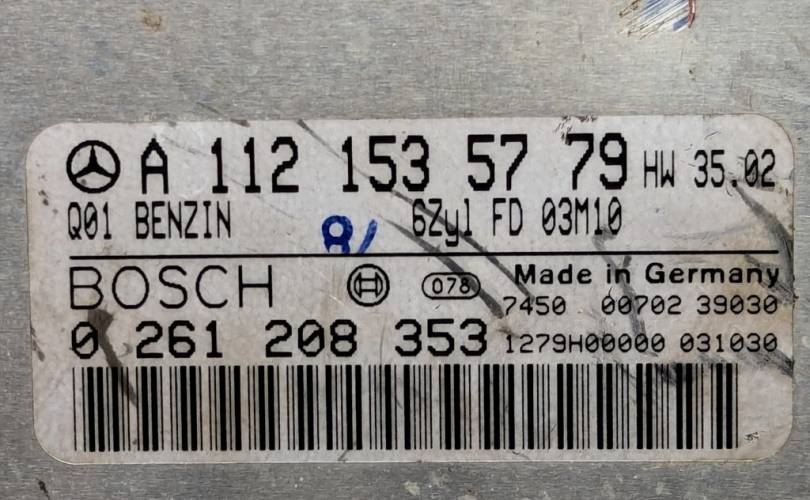 A 112 153 57 79 HW 35.02
Q01 BENZIN 6Zyl FD 03M10
BOSCH 078 Made in Germany
7450 00702 39030
0 261 208 353 1279H00000 031030